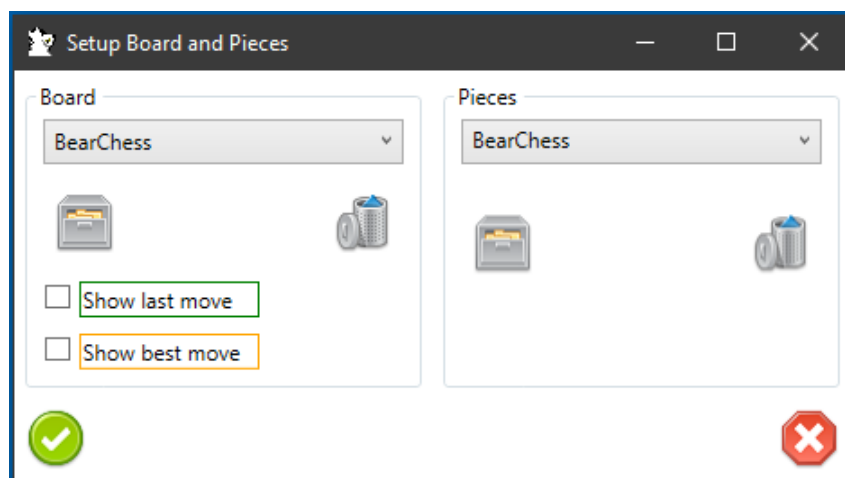 Setup Board and Pieces
Board
BearChess
Show last move
Show best move
Pieces
BearChess